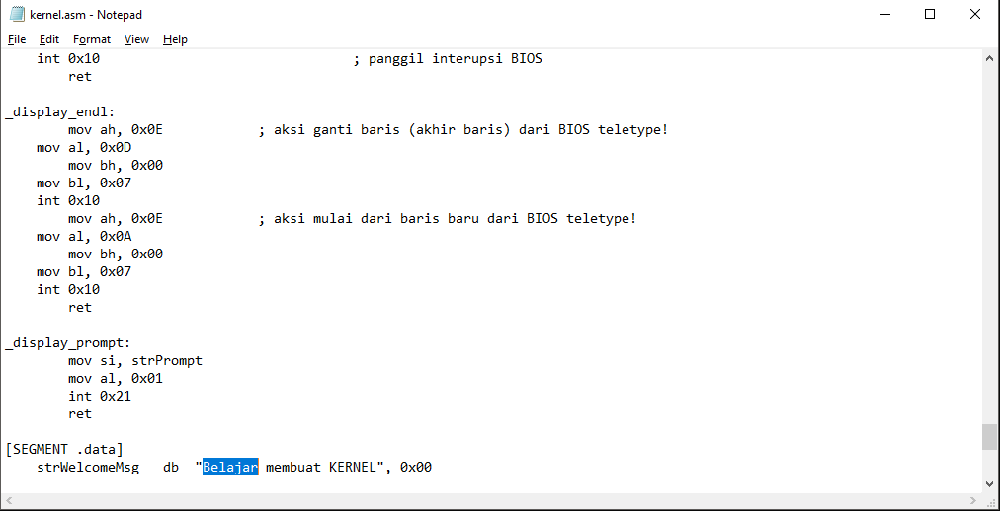 kernel.asm - Notepad
File Edit Format View Help
int 0x10 ; panggil interupsi BIOS
ret
_display_endl:
mov ah, 0x0E ; aksi ganti baris (akhir baris) dari BIOS teletype!
mov al, 0x0D
mov bh, 0x00
mov bl, 0x07
int 0x10
mov ah, 0x0E ; aksi mulai dari baris baru dari BIOS teletype!
mov al, 0x0A
mov bh, 0x00
mov bl, 0x07
int 0x10
ret
_display_prompt:
mov si, strPrompt
mov al, 0x01
int 0x21
ret
[SEGMENT .data]
strWelcomeMsg db "Belajar membuat KERNEL", 0x00